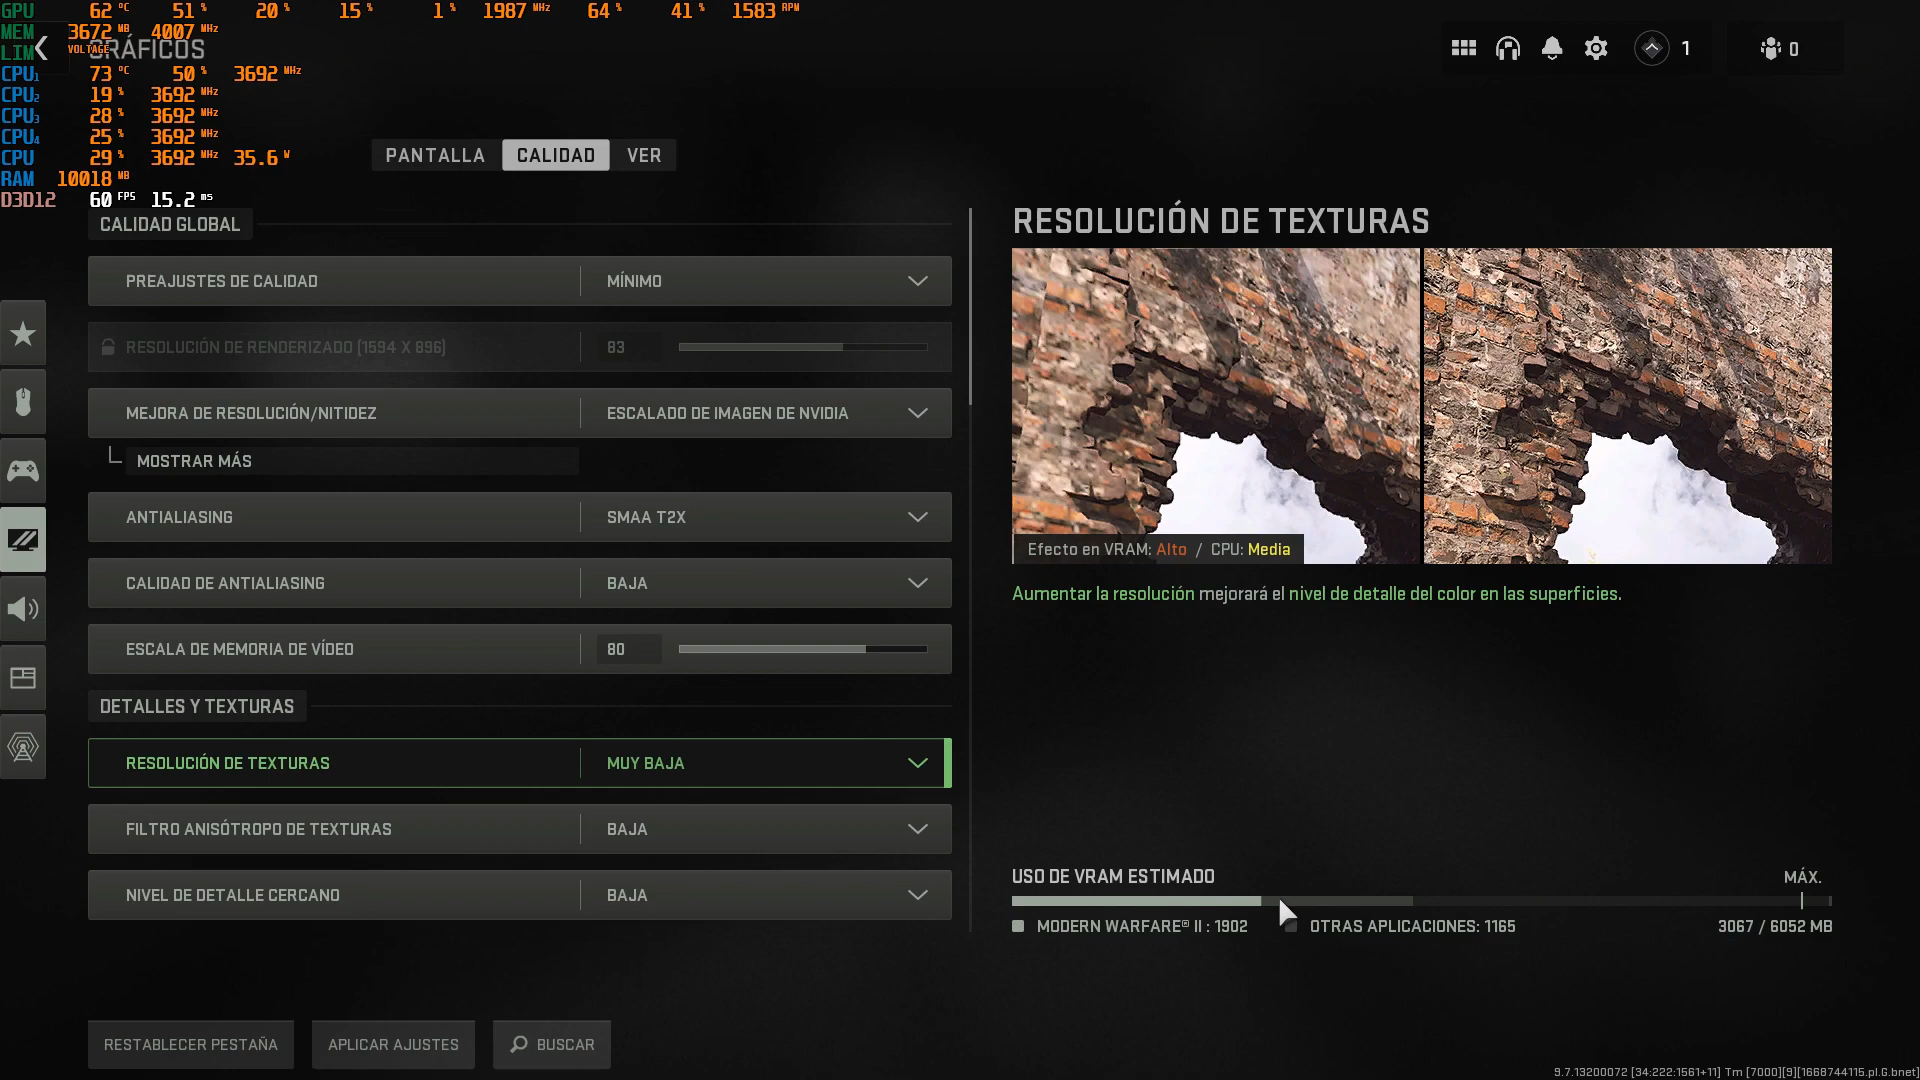 GPU 62 °C 51 % 20 % 15 % 1 % 1987 MHz 64 % 41 % 1583 RPM
MEM 3672 MB 4007 MHz
LIM VOLTAGE
GRÁFICOS
1
0
CPU1 73 °C 50 % 3692 MHz
CPU2 19 % 3692 MHz
CPU3 28 % 3692 MHz
CPU4 25 % 3692 MHz
CPU 29 % 3692 MHz 35.6 W
RAM 10018 MB
D3D12 60 FPS 15.2 ms
PANTALLA CALIDAD VER
CALIDAD GLOBAL
PREAJUSTES DE CALIDAD MÍNIMO
RESOLUCIÓN DE RENDERIZADO [1594 X 896] 83
MEJORA DE RESOLUCIÓN/NITIDEZ ESCALADO DE IMAGEN DE NVIDIA
MOSTRAR MÁS
ANTIALIASING SMAA T2X
CALIDAD DE ANTIALIASING BAJA
ESCALA DE MEMORIA DE VÍDEO 80
DETALLES Y TEXTURAS
RESOLUCIÓN DE TEXTURAS MUY BAJA
FILTRO ANISÓTROPO DE TEXTURAS BAJA
NIVEL DE DETALLE CERCANO BAJA
RESOLUCIÓN DE TEXTURAS
Efecto en VRAM: Alto / CPU: Media
Aumentar la resolución mejorará el nivel de detalle del color en las superficies.
USO DE VRAM ESTIMADO MÁX.
MODERN WARFARE® II : 1902 OTRAS APLICACIONES: 1165 3067 / 6052 MB
RESTABLECER PESTAÑA APLICAR AJUSTES BUSCAR
9.7.13200072 [34:222:1561+11] Tm [7000][9][1668744115.pl.G.bnet]